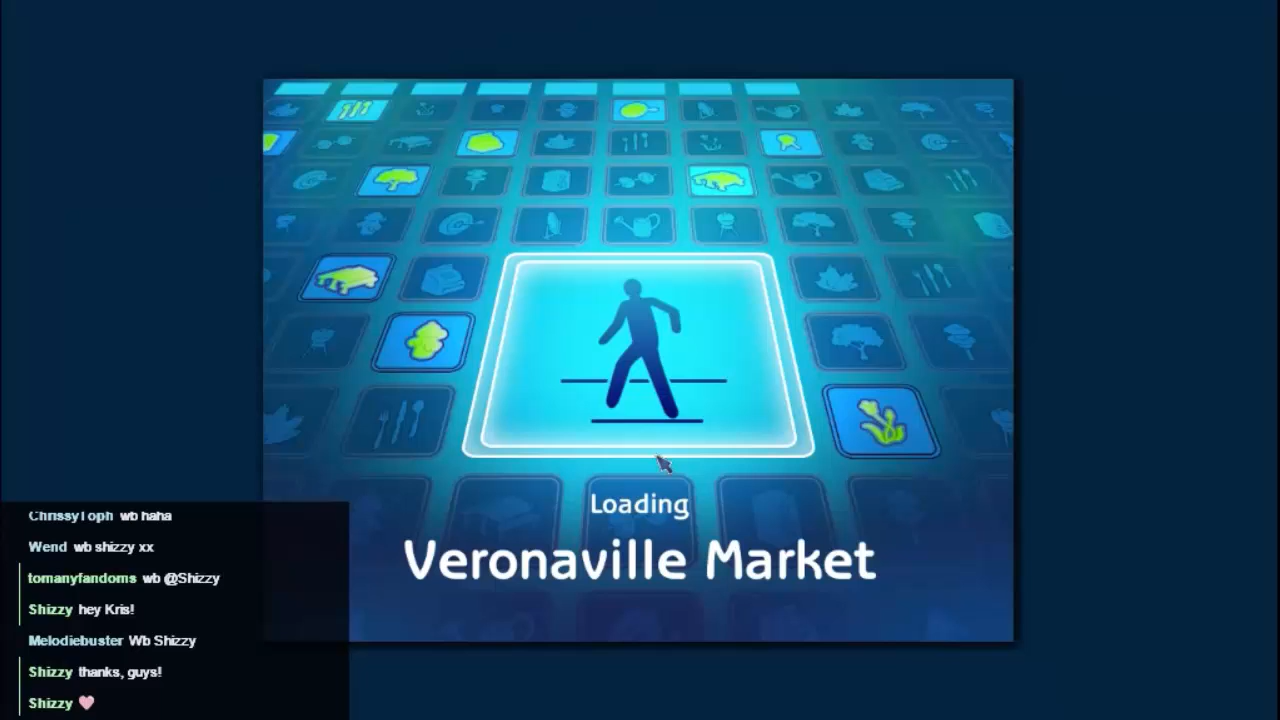 Loading
Veronaville Market
ChrissyToph wb haha
Wend wb shizzy xx
tomanyfandoms wb @Shizzy
Shizzy hey Kris!
Melodiebuster Wb Shizzy
Shizzy thanks, guys!
Shizzy